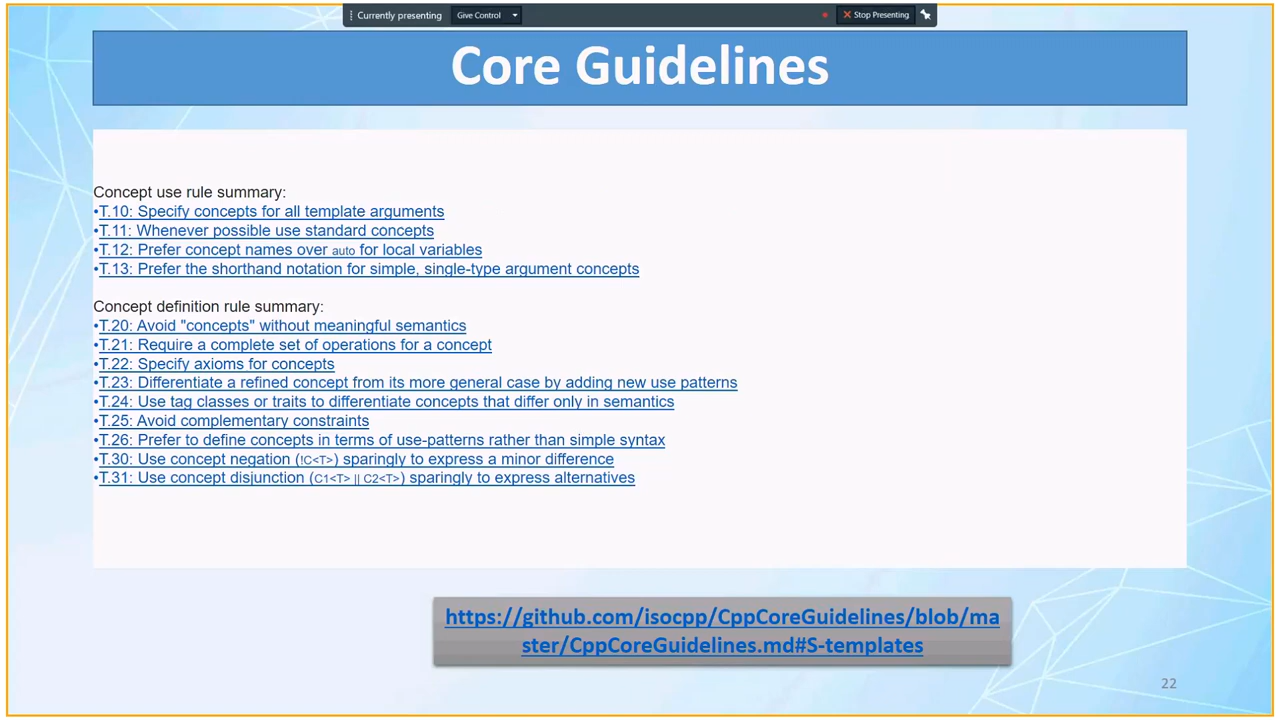 Currently presenting
Give Control
Stop Presenting
Core Guidelines
Concept use rule summary:
•T.10: Specify concepts for all template arguments
•T.11: Whenever possible use standard concepts
•T.12: Prefer concept names over auto for local variables
•T.13: Prefer the shorthand notation for simple, single-type argument concepts
Concept definition rule summary:
•T.20: Avoid "concepts" without meaningful semantics
•T.21: Require a complete set of operations for a concept
•T.22: Specify axioms for concepts
•T.23: Differentiate a refined concept from its more general case by adding new use patterns
•T.24: Use tag classes or traits to differentiate concepts that differ only in semantics
•T.25: Avoid complementary constraints
•T.26: Prefer to define concepts in terms of use-patterns rather than simple syntax
•T.30: Use concept negation (!C<T>) sparingly to express a minor difference
•T.31: Use concept disjunction (C1<T> || C2<T>) sparingly to express alternatives
https://github.com/isocpp/CppCoreGuidelines/blob/ma
ster/CppCoreGuidelines.md#S-templates
22